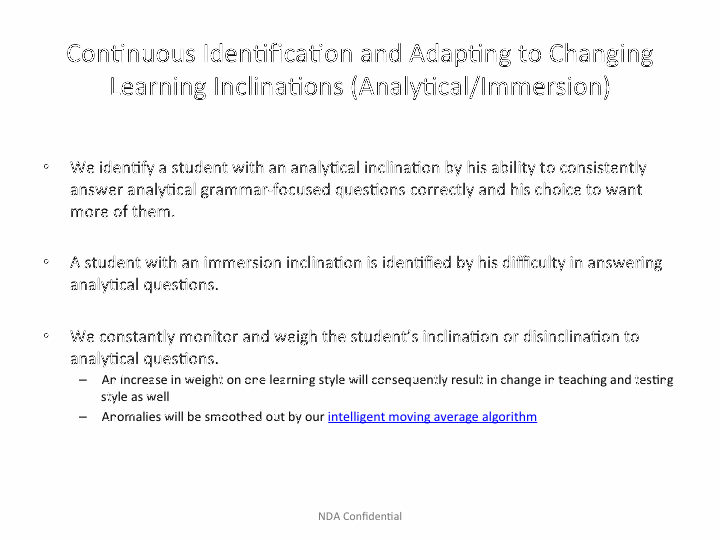 Continuous Identification and Adapting to Changing
Learning Inclinations (Analytical/Immersion)
• We identify a student with an analytical inclination by his ability to consistently
answer analytical grammar-focused questions correctly and his choice to want
more of them.
• A student with an immersion inclination is identified by his difficulty in answering
analytical questions.
• We constantly monitor and weigh the student's inclination or disinclination to
analytical questions.
– An increase in weight on one learning style will consequently result in change in teaching and testing
style as well
– Anomalies will be smoothed out by our intelligent moving average algorithm
NDA Confidential